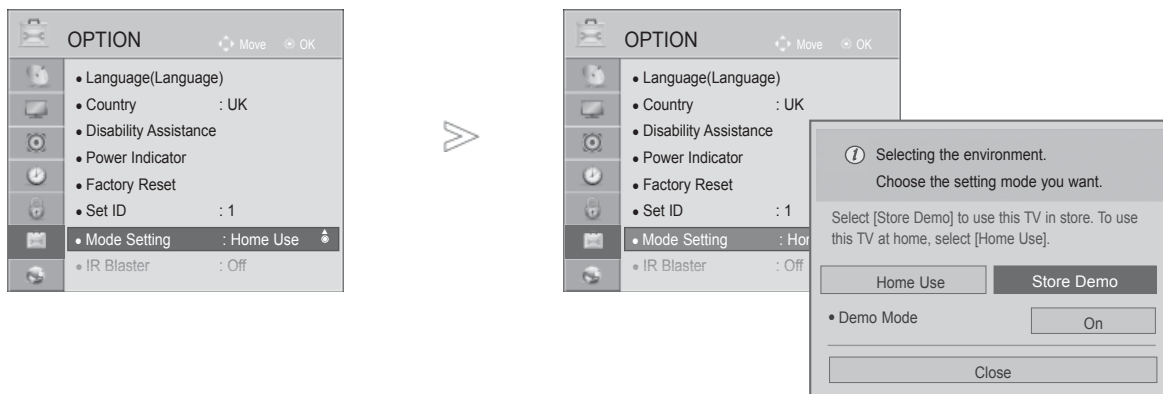 OPTION
Move OK
• Language(Language)
• Country : UK
• Disability Assistance
• Power Indicator
• Factory Reset
• Set ID : 1
• Mode Setting : Home Use
• IR Blaster : Off
OPTION
Move OK
• Language(Language)
• Country : UK
• Disability Assistance
• Power Indicator
• Factory Reset
• Set ID : 1
• Mode Setting : Hom
• IR Blaster : Off
i Selecting the environment.
Choose the setting mode you want.
Select [Store Demo] to use this TV in store. To use
this TV at home, select [Home Use].
Home Use Store Demo
• Demo Mode On
Close